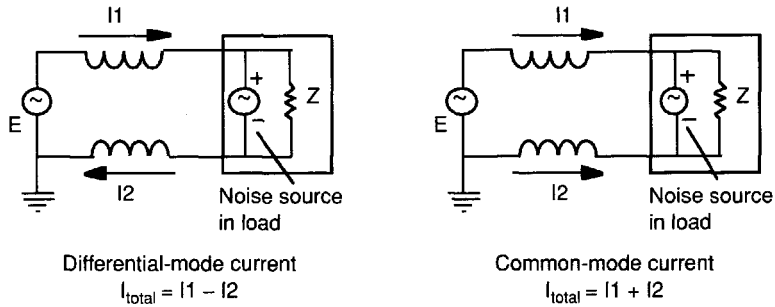 I1
E
+
−
Z
I2
Noise source
in load
Differential-mode current
I_total = I1 − I2
I1
E
+
−
Z
I2
Noise source
in load
Common-mode current
I_total = I1 + I2